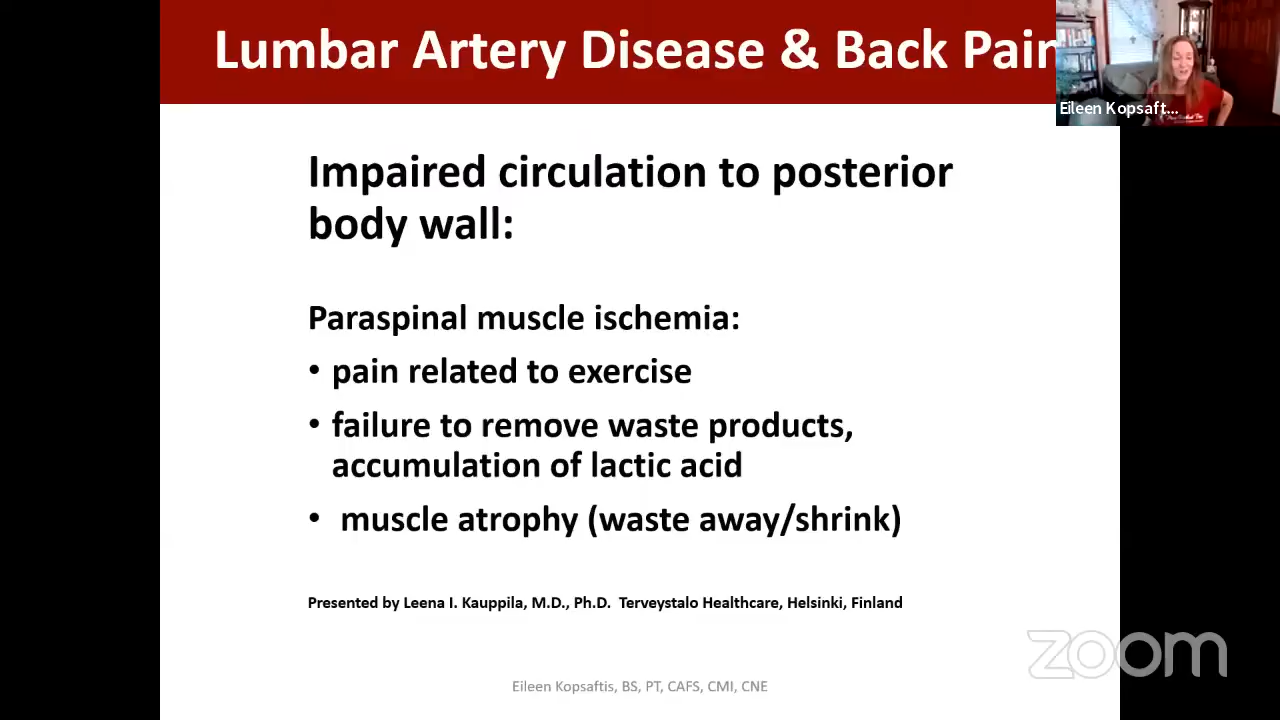 Lumbar Artery Disease & Back Pain
Eileen Kopsaft...
Impaired circulation to posterior
body wall:
Paraspinal muscle ischemia:
• pain related to exercise
• failure to remove waste products,
accumulation of lactic acid
• muscle atrophy (waste away/shrink)
Presented by Leena I. Kauppila, M.D., Ph.D. Terveystalo Healthcare, Helsinki, Finland
zoom
Eileen Kopsaftis, BS, PT, CAFS, CMI, CNE